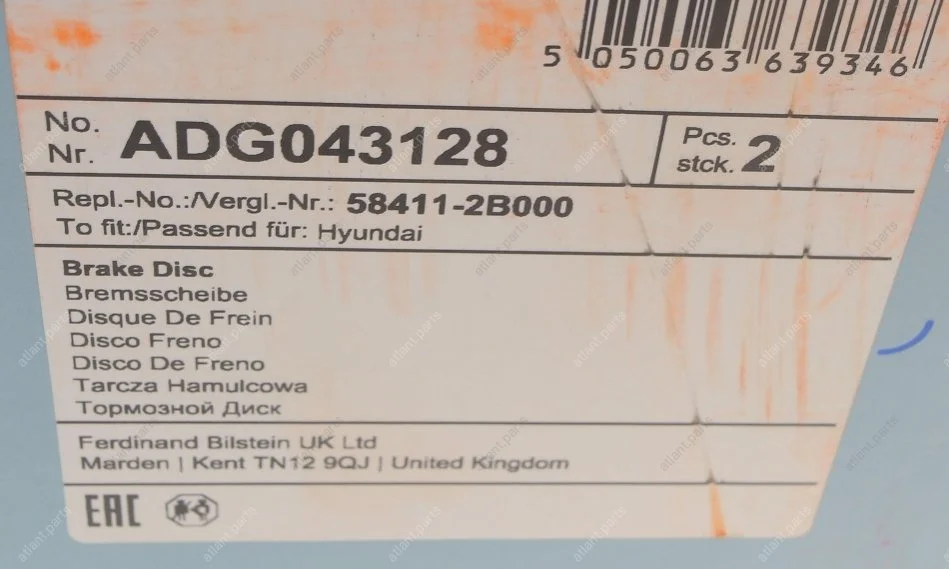 5 050063 639346
No.
Nr. ADG043128
Pcs.
stck. 2
Repl.-No.:/Vergl.-Nr.: 58411-2B000
To fit:/Passend für: Hyundai
Brake Disc
Bremsscheibe
Disque De Frein
Disco Freno
Disco De Freno
Tarcza Hamulcowa
Тормозной Диск
Ferdinand Bilstein UK Ltd
Marden | Kent TN12 9QJ | United Kingdom
EAC
atlant.parts